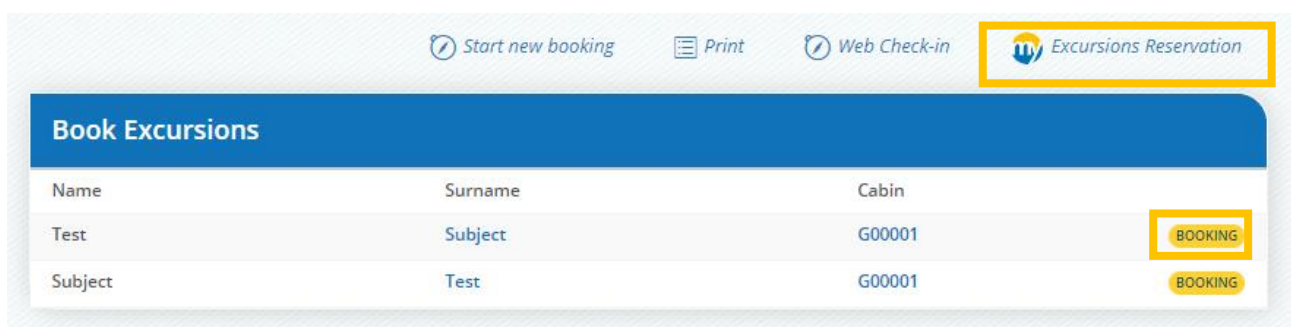 Start new booking Print Web Check-in my Excursions Reservation
Book Excursions
Name Surname Cabin
Test Subject G00001 BOOKING
Subject Test G00001 BOOKING